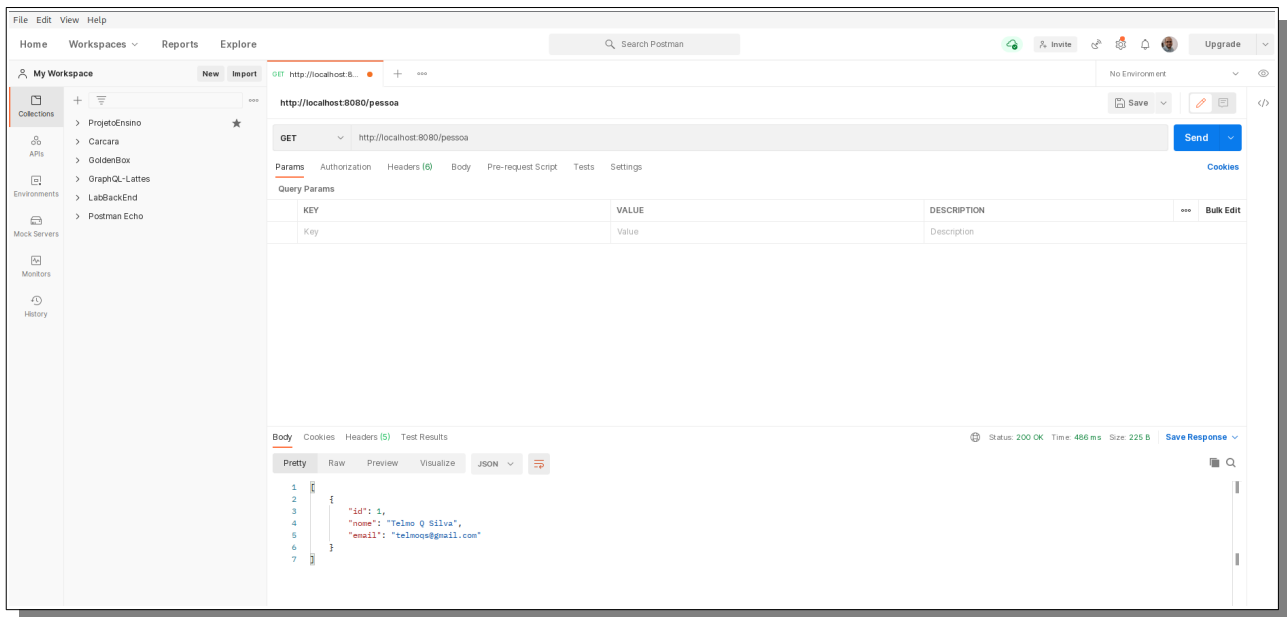 File Edit View Help
Home Workspaces Reports Explore Search Postman Invite Upgrade
My Workspace New Import GET http://localhost:8... No Environment
Collections
APIs
Environments
Mock Servers
Monitors
History
ProjetoEnsino
Carcara
GoldenBox
GraphQL-Lattes
LabBackEnd
Postman Echo
http://localhost:8080/pessoa Save
GET http://localhost:8080/pessoa Send
Params Authorization Headers (6) Body Pre-request Script Tests Settings Cookies
Query Params
KEY VALUE DESCRIPTION Bulk Edit
Key Value Description
Body Cookies Headers (5) Test Results Status: 200 OK Time: 486 ms Size: 225 B Save Response
Pretty Raw Preview Visualize JSON
1 [
2 {
3 "id": 1,
4 "nome": "Telmo Q Silva",
5 "email": "telmoqs@gmail.com"
6 }
7 ]